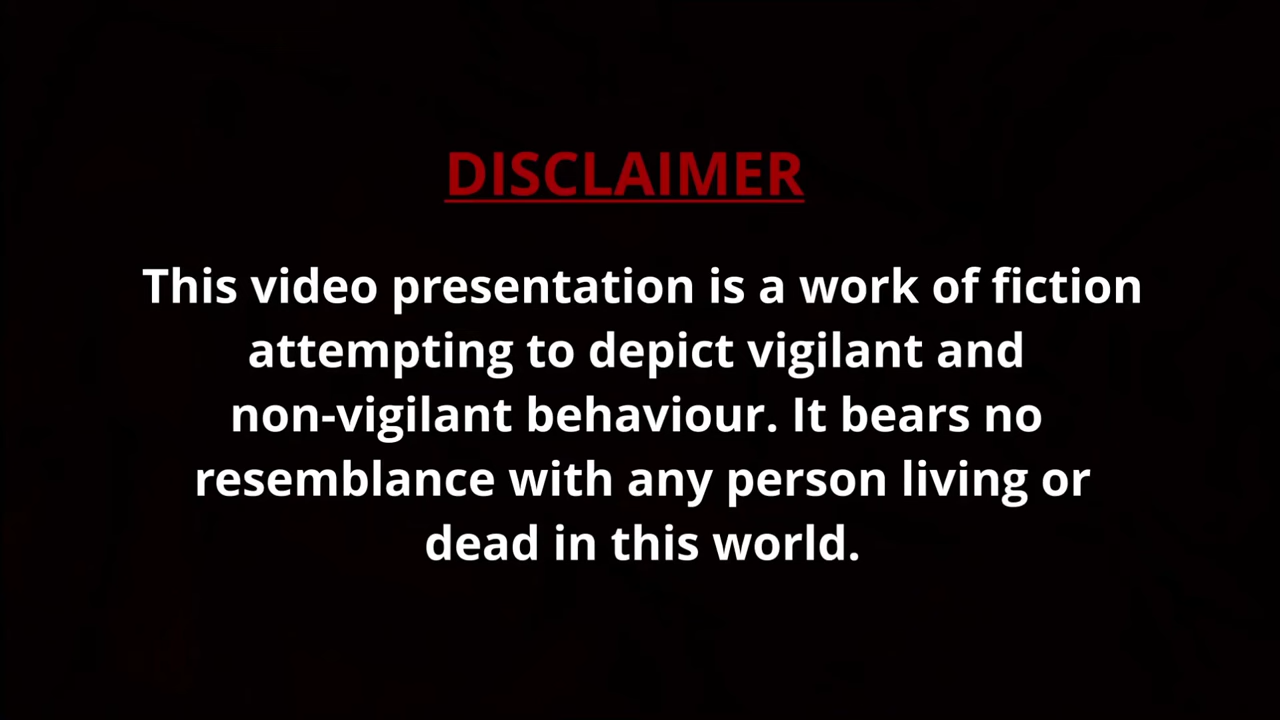 DISCLAIMER
This video presentation is a work of fiction
attempting to depict vigilant and
non-vigilant behaviour. It bears no
resemblance with any person living or
dead in this world.